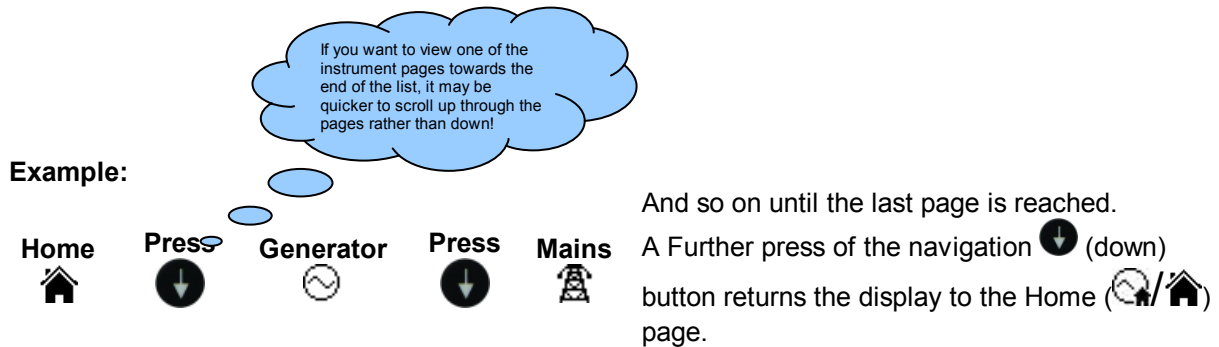 If you want to view one of the
instrument pages towards the
end of the list, it may be
quicker to scroll up through the
pages rather than down!
Example:
Home Press Generator Press Mains
And so on until the last page is reached.
A Further press of the navigation (down)
button returns the display to the Home ( / )
page.